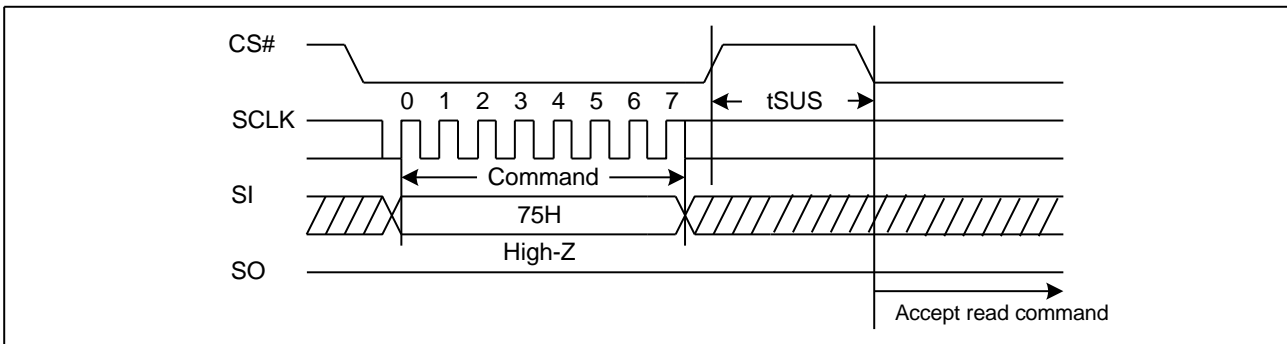 CS#
0 1 2 3 4 5 6 7
tSUS
SCLK
Command
SI
75H
High-Z
SO
Accept read command